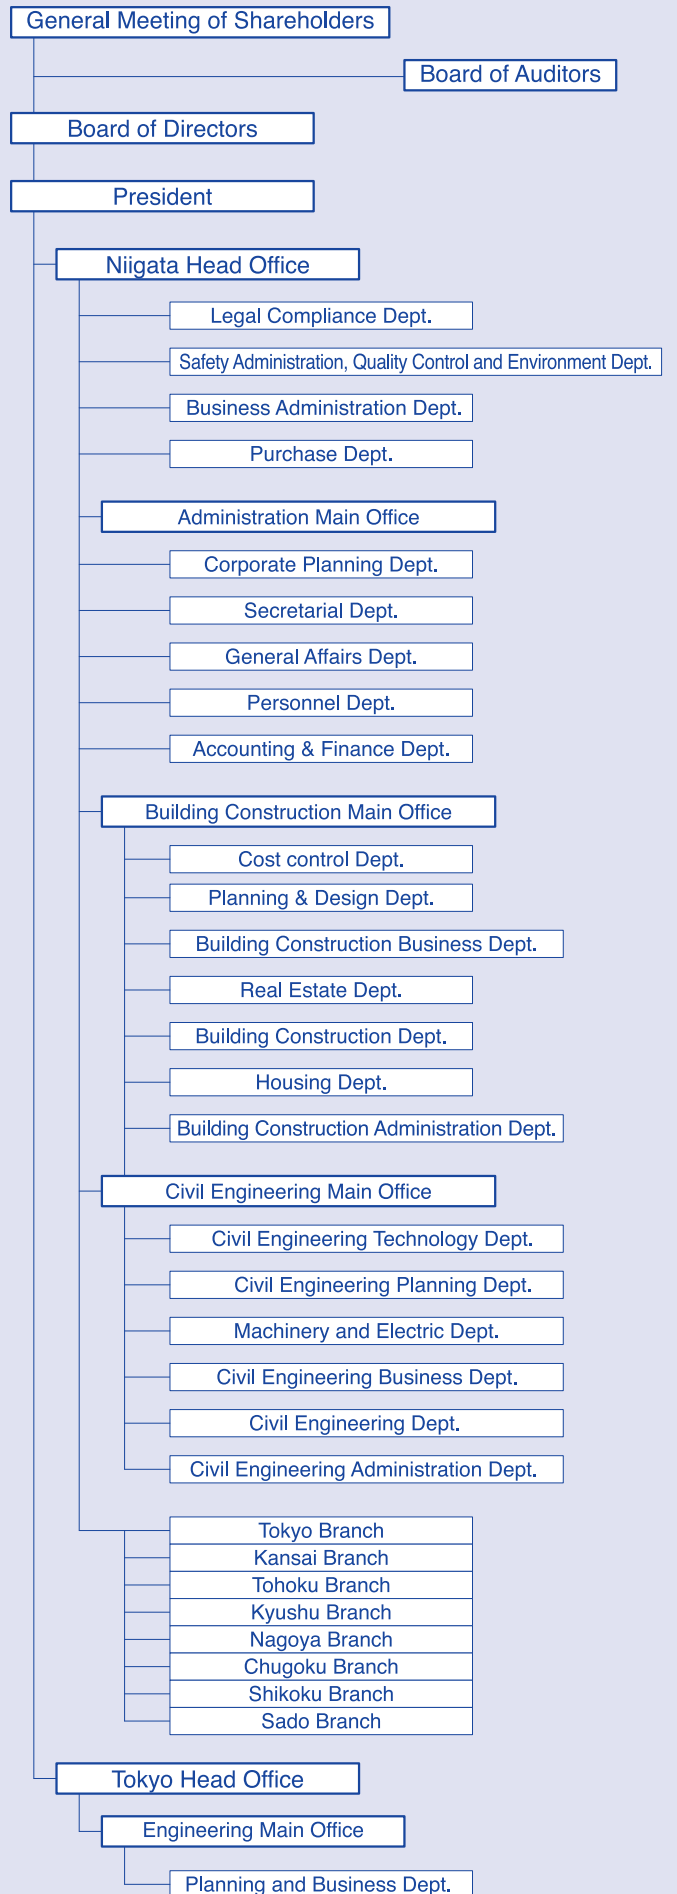 General Meeting of Shareholders
Board of Auditors
Board of Directors
President
Niigata Head Office
Legal Compliance Dept.
Safety Administration, Quality Control and Environment Dept.
Business Administration Dept.
Purchase Dept.
Administration Main Office
Corporate Planning Dept.
Secretarial Dept.
General Affairs Dept.
Personnel Dept.
Accounting & Finance Dept.
Building Construction Main Office
Cost control Dept.
Planning & Design Dept.
Building Construction Business Dept.
Real Estate Dept.
Building Construction Dept.
Housing Dept.
Building Construction Administration Dept.
Civil Engineering Main Office
Civil Engineering Technology Dept.
Civil Engineering Planning Dept.
Machinery and Electric Dept.
Civil Engineering Business Dept.
Civil Engineering Dept.
Civil Engineering Administration Dept.
Tokyo Branch
Kansai Branch
Tohoku Branch
Kyushu Branch
Nagoya Branch
Chugoku Branch
Shikoku Branch
Sado Branch
Tokyo Head Office
Engineering Main Office
Planning and Business Dept.